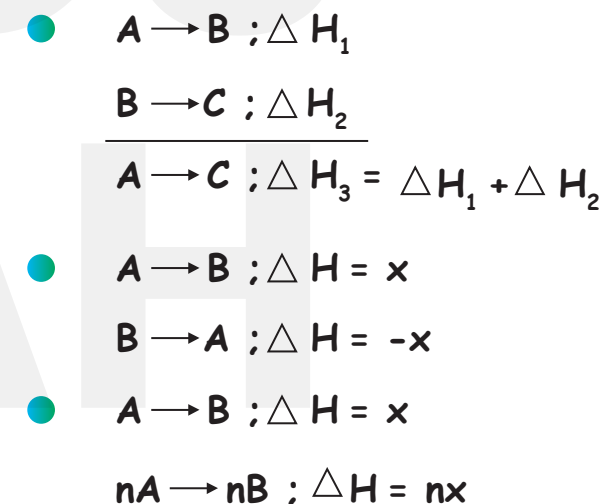 A ⟶ B ; △ H₁
B ⟶ C ; △ H₂
A ⟶ C ; △ H₃ = △ H₁ + △ H₂
A ⟶ B ; △ H = x
B ⟶ A ; △ H = -x
A ⟶ B ; △ H = x
nA ⟶ nB ; △ H = nx